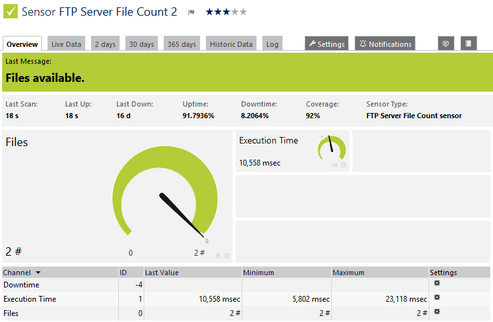 Sensor FTP Server File Count 2
Overview Live Data 2 days 30 days 365 days Historic Data Log Settings Notifications
Last Message:
Files available.
Last Scan: Last Up: Last Down: Uptime: Downtime: Coverage: Sensor Type:
18 s 18 s 16 d 91.7936% 8.2064% 92% FTP Server File Count sensor
Files
Execution Time
10,558 msec
2 #
0 2 #
Channel ID Last Value Minimum Maximum Settings
Downtime -4
Execution Time 1 10,558 msec 5,802 msec 23,118 msec
Files 0 2 # 2 # 2 #